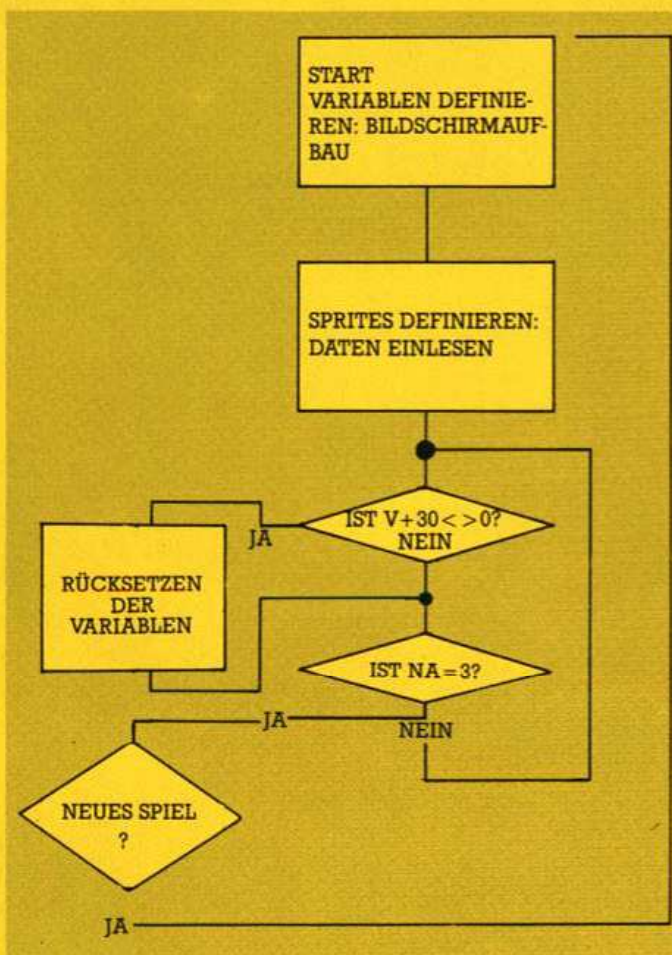 START
VARIABLEN DEFINIE-
REN: BILDSCHIRMAUF-
BAU
SPRITES DEFINIEREN:
DATEN EINLESEN
IST V+30<>0?
NEIN
JA
RÜCKSETZEN
DER
VARIABLEN
IST NA=3?
JA
NEIN
NEUES SPIEL
?
JA